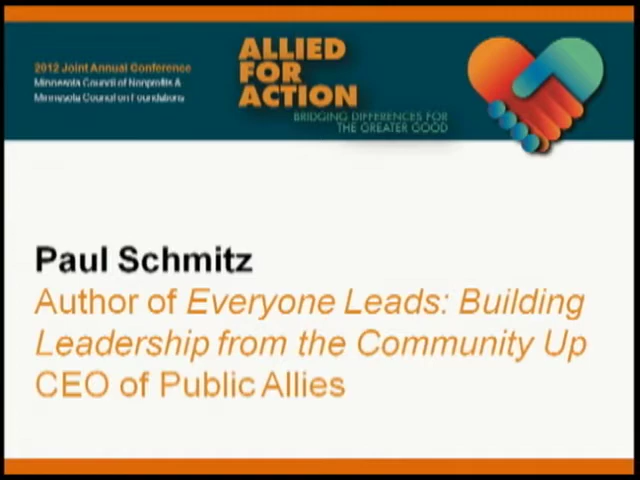 2012 Joint Annual Conference
Minnesota Council of Nonprofits &
Minnesota Council on Foundations
ALLIED
FOR
ACTION
BRIDGING DIFFERENCES FOR
THE GREATER GOOD
Paul Schmitz
Author of Everyone Leads: Building
Leadership from the Community Up
CEO of Public Allies